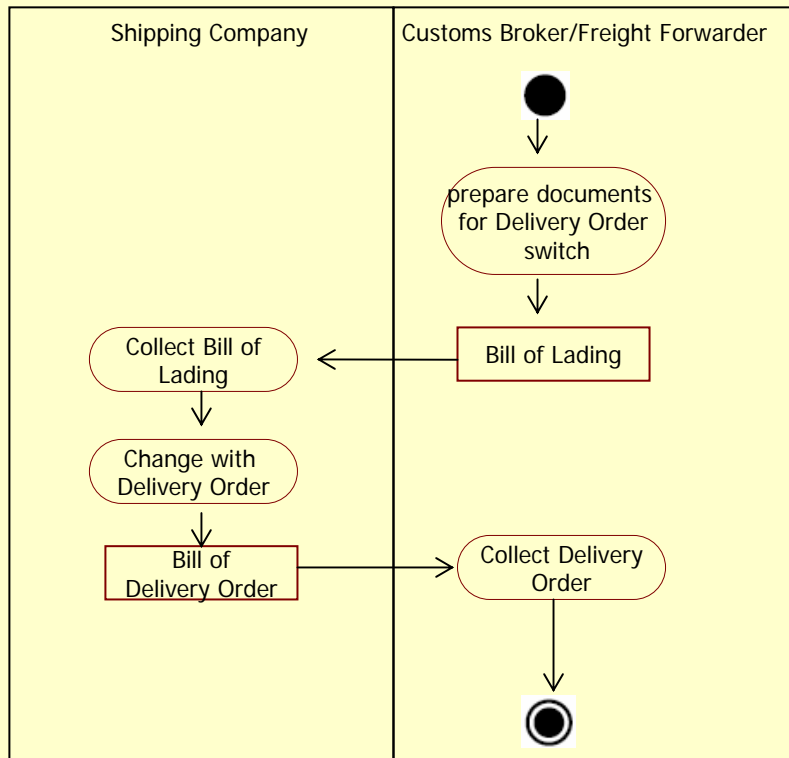 Shipping Company
Customs Broker/Freight Forwarder
prepare documents
for Delivery Order
switch
Bill of Lading
Collect Bill of
Lading
Change with
Delivery Order
Bill of
Delivery Order
Collect Delivery
Order